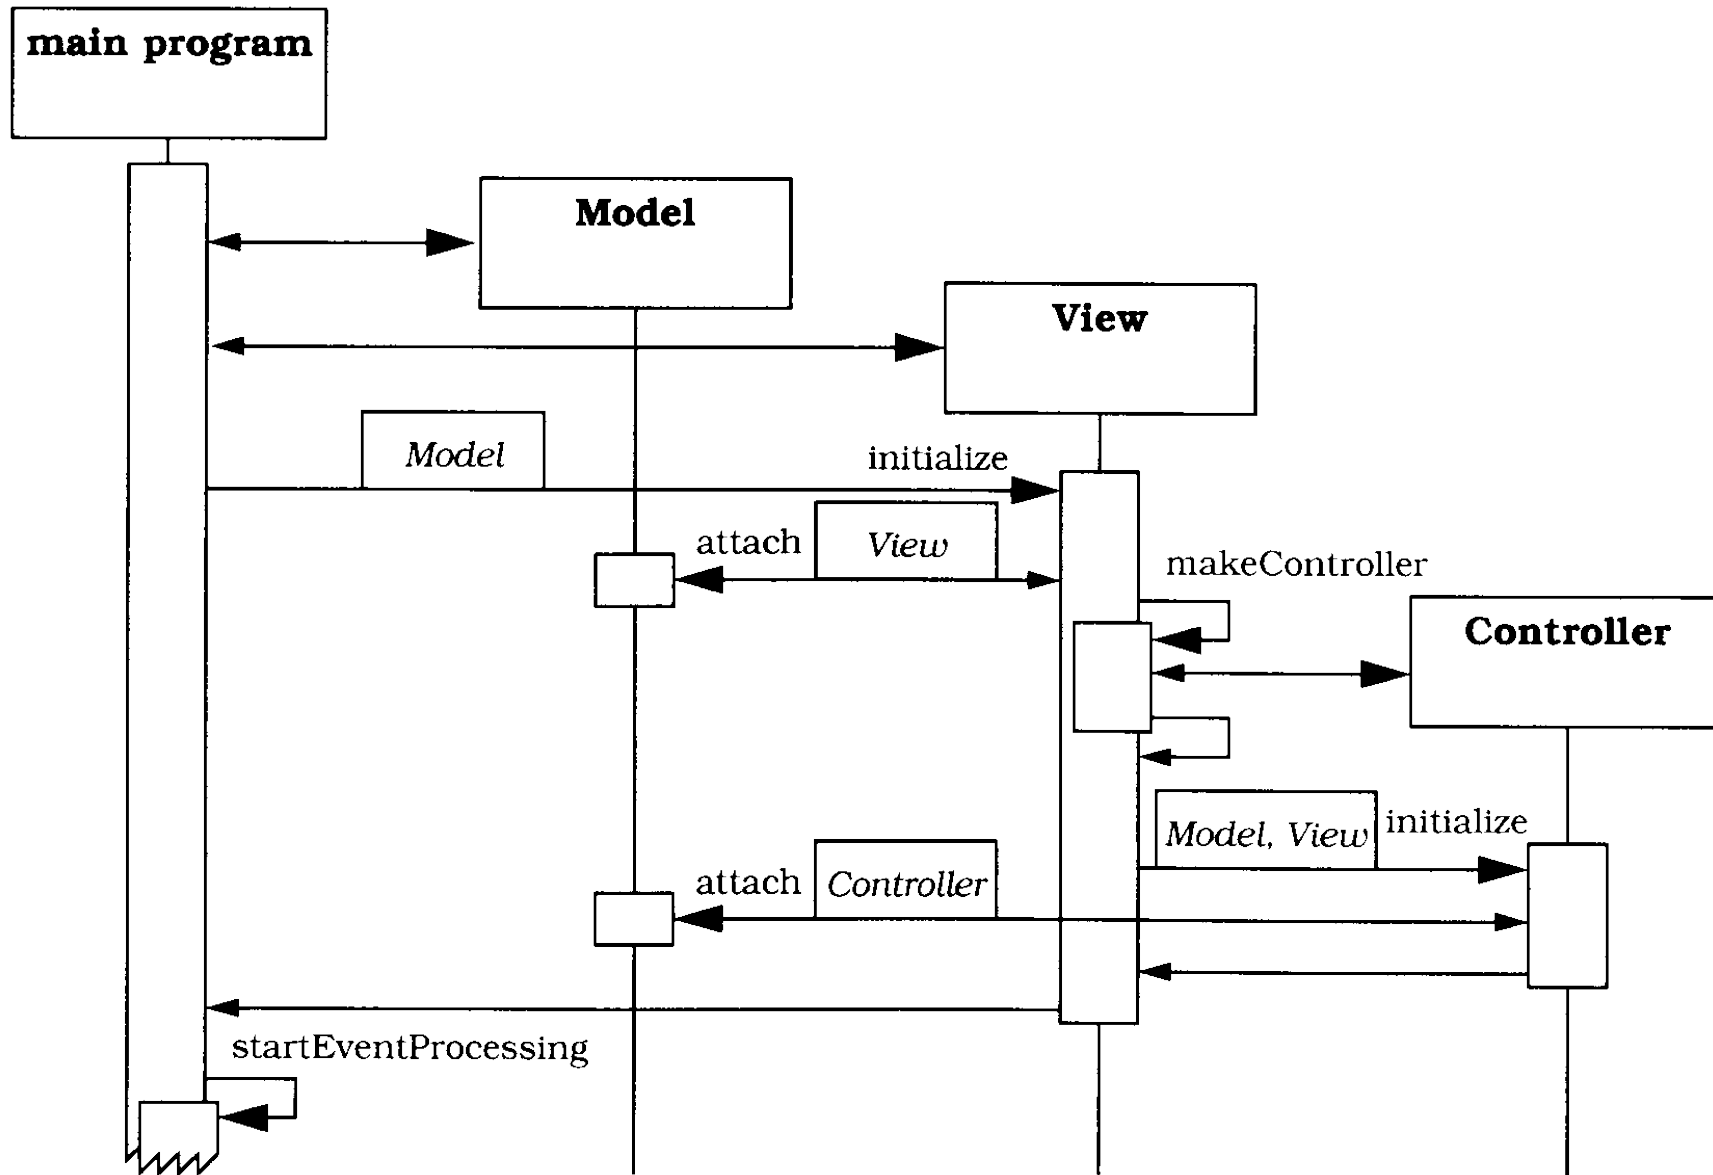 main program
Model
View
Model
initialize
attach
View
makeController
Controller
Model, View
initialize
attach
Controller
startEventProcessing